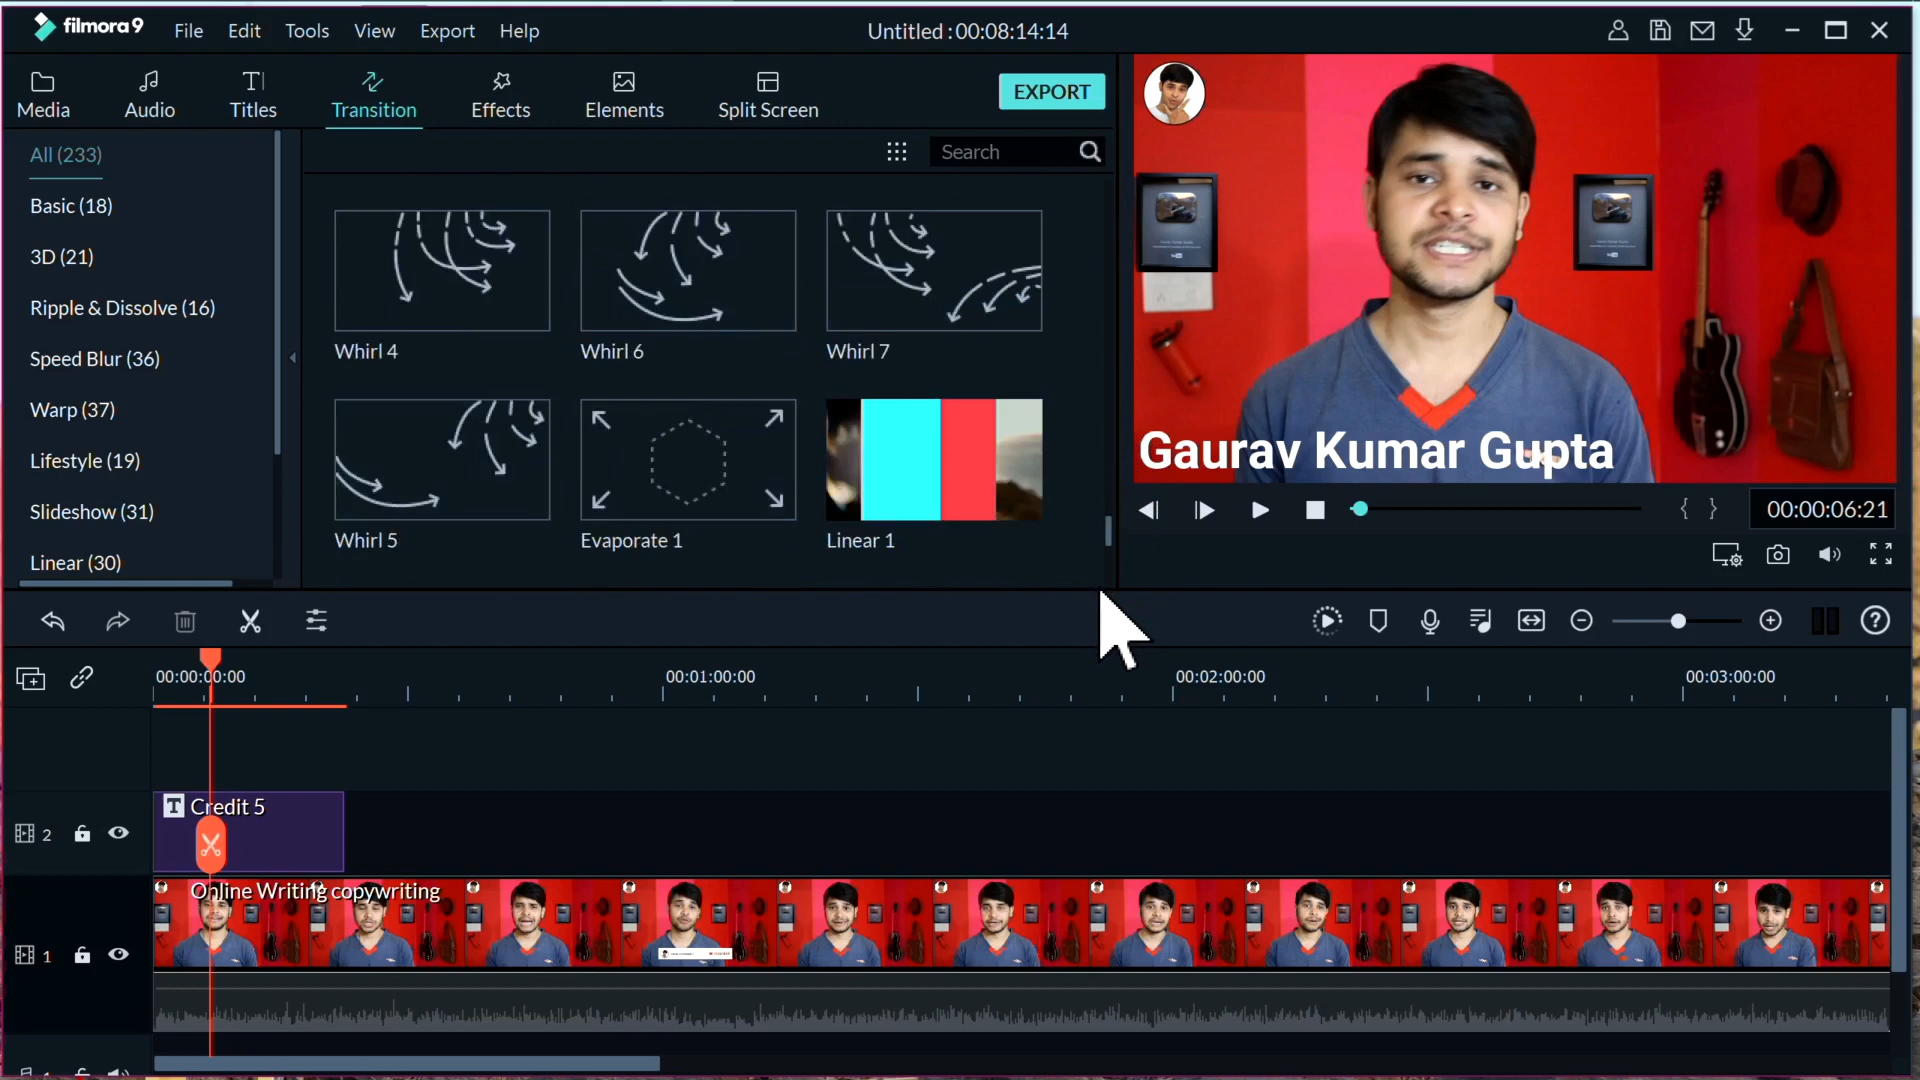 filmora9
File Edit Tools View Export Help
Untitled : 00:08:14:14
Media
Audio
Titles
Transition
Effects
Elements
Split Screen
EXPORT
All (233)
Basic (18)
3D (21)
Ripple & Dissolve (16)
Speed Blur (36)
Warp (37)
Lifestyle (19)
Slideshow (31)
Linear (30)
Search
Whirl 4
Whirl 6
Whirl 7
Whirl 5
Evaporate 1
Linear 1
Gaurav Kumar Gupta
{ }
00:00:06:21
00:00:00:00
00:01:00:00
00:02:00:00
00:03:00:00
2
T Credit 5
1
Online Writing copywriting